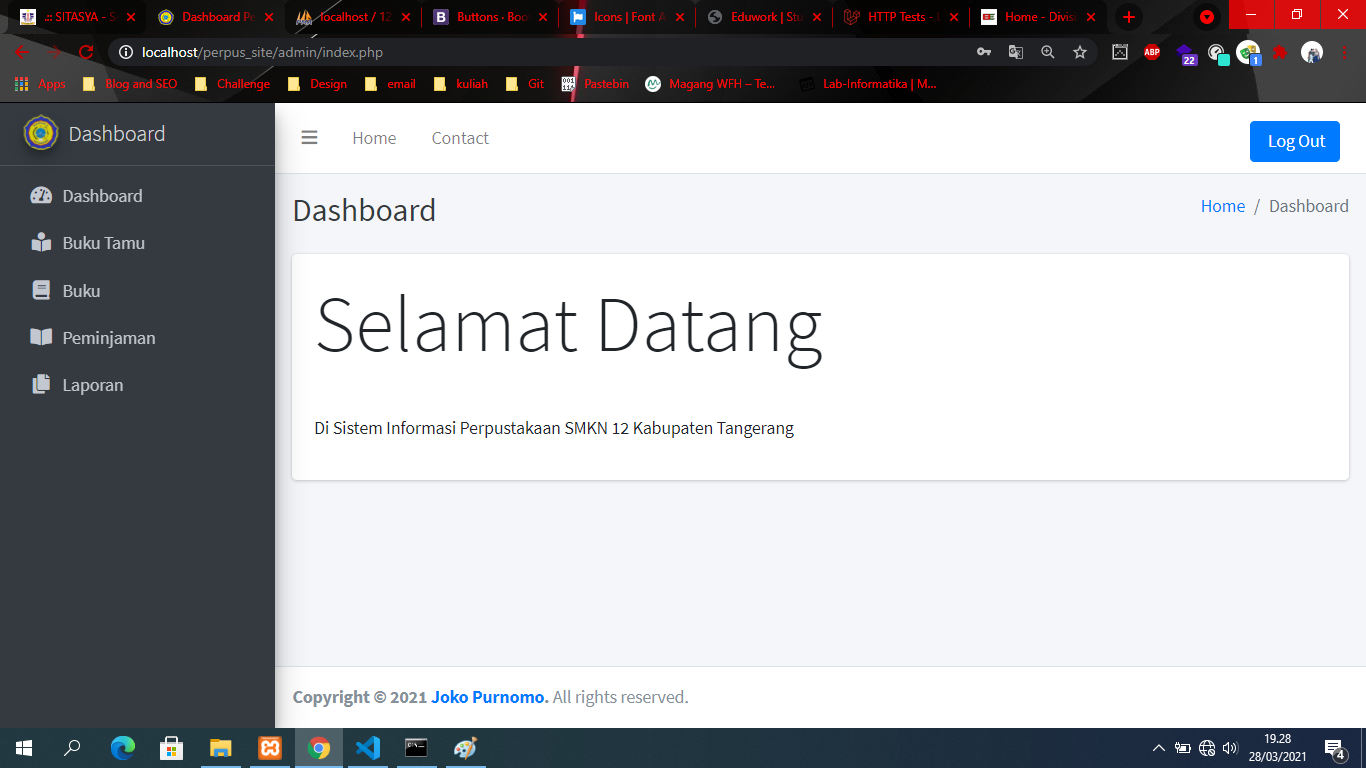 .:: SITASYA - S
Dashboard Pe
localhost / 12
Buttons · Boo
Icons | Font A
Eduwork | Stu
HTTP Tests - L
Home - Divisi
localhost/perpus_site/admin/index.php
ABP
22
1
Apps
Blog and SEO
Challenge
Design
email
kuliah
Git
Pastebin
Magang WFH – Te...
Lab-Informatika | M...
Dashboard
Home
Contact
Log Out
Dashboard
Buku Tamu
Buku
Peminjaman
Laporan
Dashboard
Home / Dashboard
Selamat Datang
Di Sistem Informasi Perpustakaan SMKN 12 Kabupaten Tangerang
Copyright © 2021 Joko Purnomo. All rights reserved.
19.28
28/03/2021
4